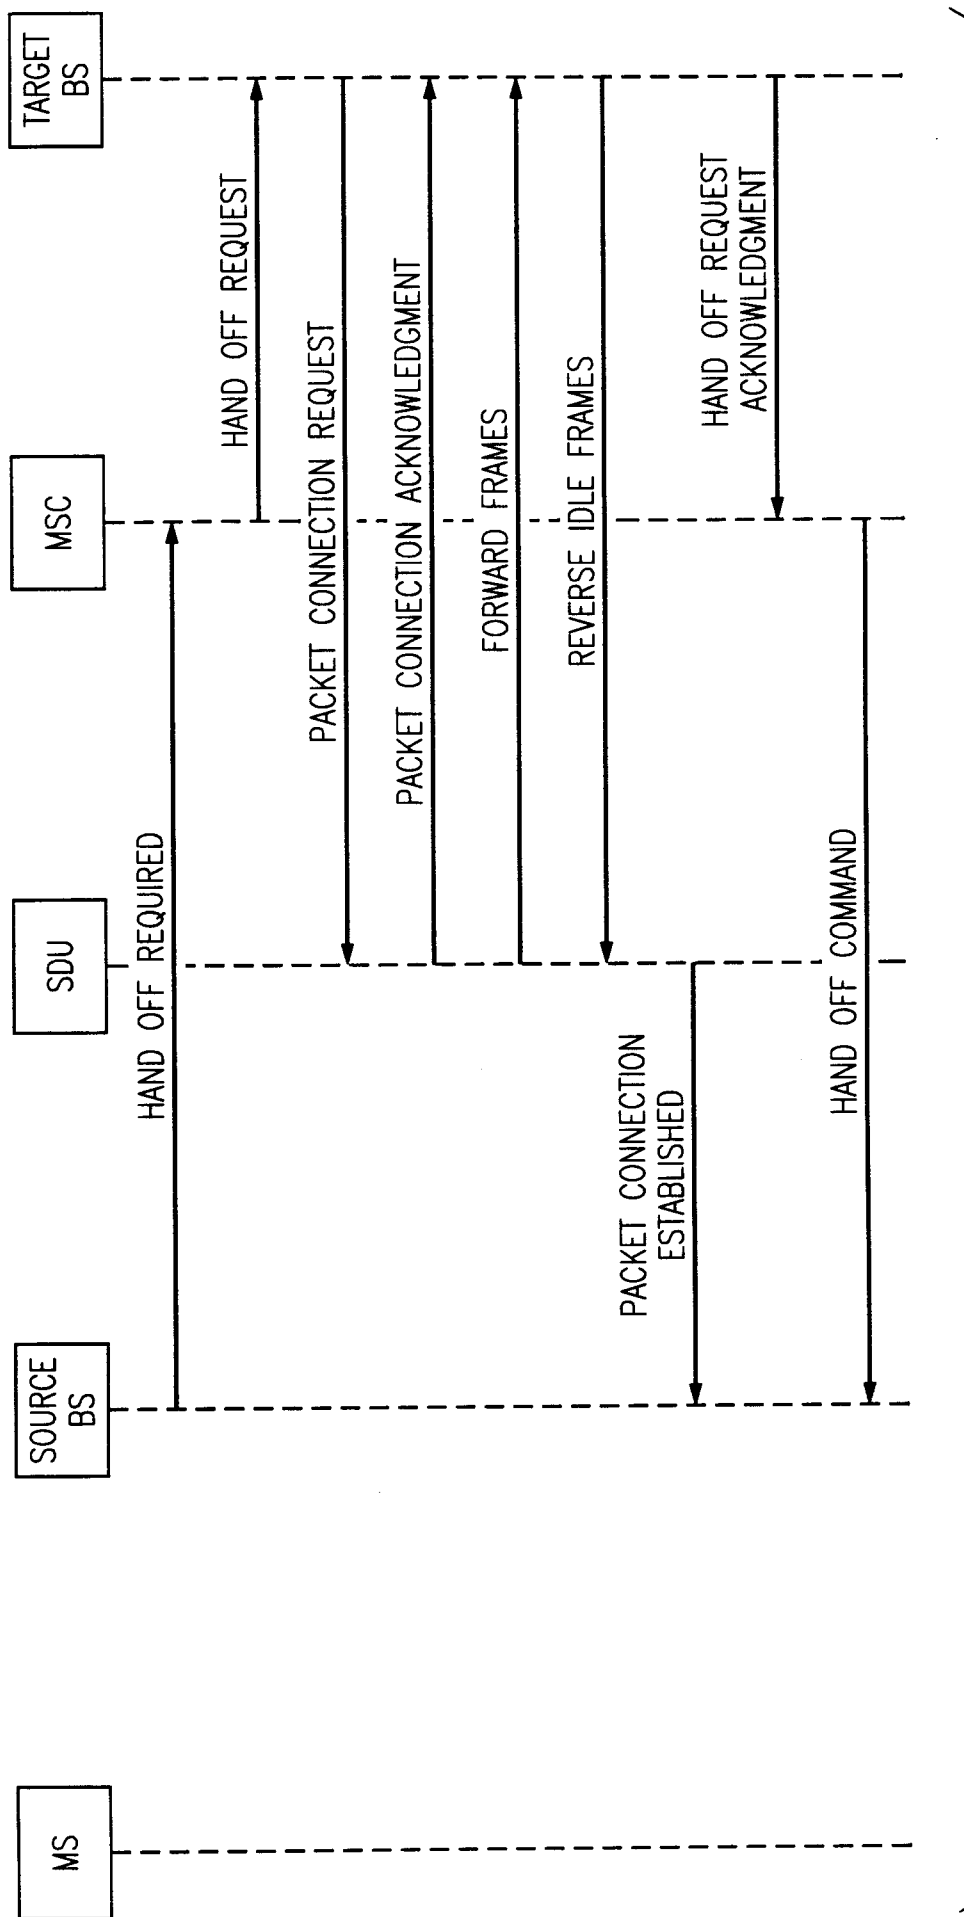 MS
SOURCE
BS
SDU
MSC
TARGET
BS
HAND OFF REQUIRED
HAND OFF REQUEST
PACKET CONNECTION REQUEST
PACKET CONNECTION ACKNOWLEDGMENT
FORWARD FRAMES
REVERSE IDLE FRAMES
PACKET CONNECTION
ESTABLISHED
HAND OFF REQUEST
ACKNOWLEDGMENT
HAND OFF COMMAND